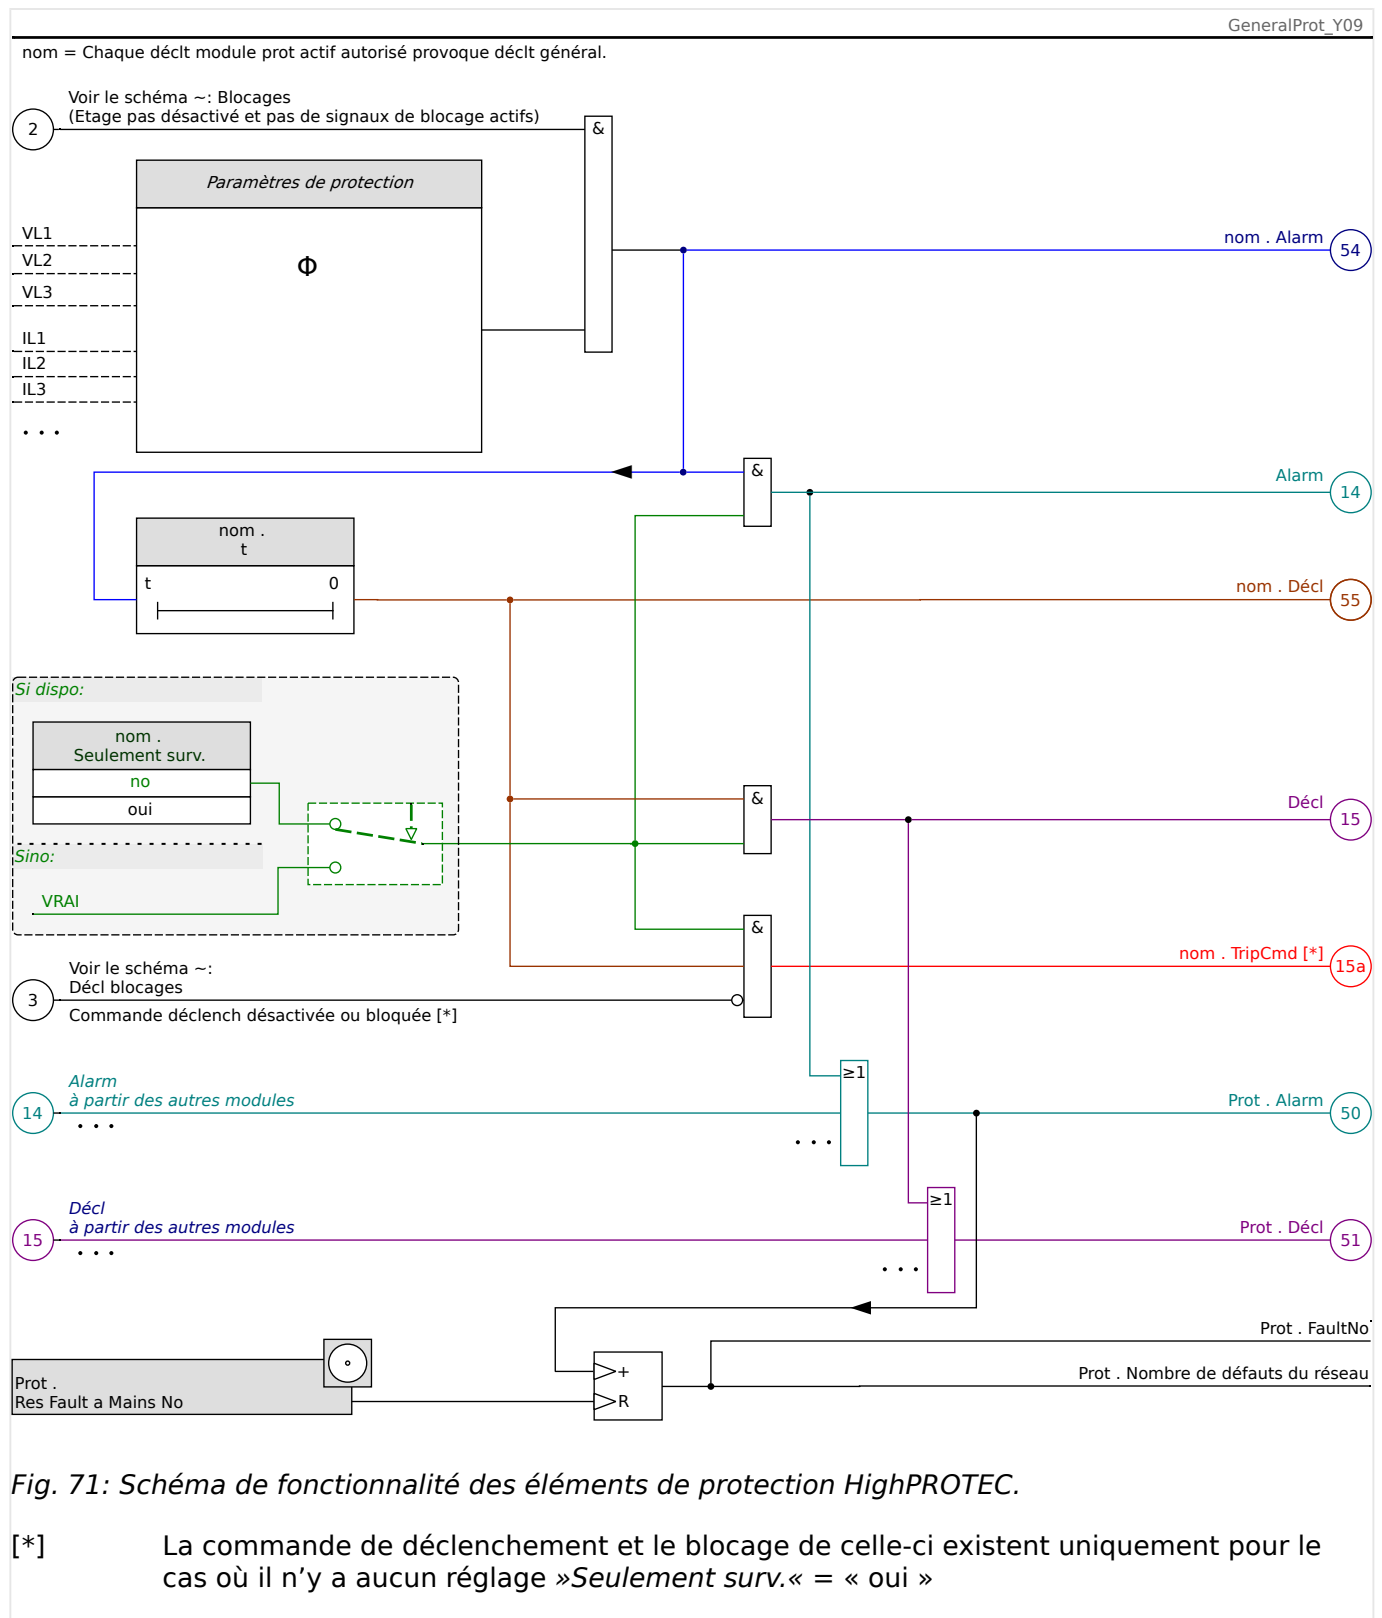 GeneralProt_Y09
nom = Chaque déclt module prot actif autorisé provoque déclt général.
Voir le schéma ~: Blocages
(Etage pas désactivé et pas de signaux de blocage actifs)
2
&
Paramètres de protection
Φ
VL1
VL2
VL3
IL1
IL2
IL3
. . .
nom . Alarm
54
&
Alarm
14
nom .
t
t 0
nom . Décl
55
Si dispo:
nom .
Seulement surv.
no
oui
Sino:
VRAI
&
Décl
15
&
nom . TripCmd [*]
15a
Voir le schéma ~:
Décl blocages
3
Commande déclench désactivée ou bloquée [*]
≥1
Alarm
à partir des autres modules
14
. . .
. . .
Prot . Alarm
50
≥1
Décl
à partir des autres modules
15
. . .
. . .
Prot . Décl
51
Prot . FaultNo
Prot . Nombre de défauts du réseau
+
R
Prot .
Res Fault a Mains No
Fig. 71: Schéma de fonctionnalité des éléments de protection HighPROTEC.
[*] La commande de déclenchement et le blocage de celle-ci existent uniquement pour le
cas où il n’y a aucun réglage »Seulement surv.« = « oui »